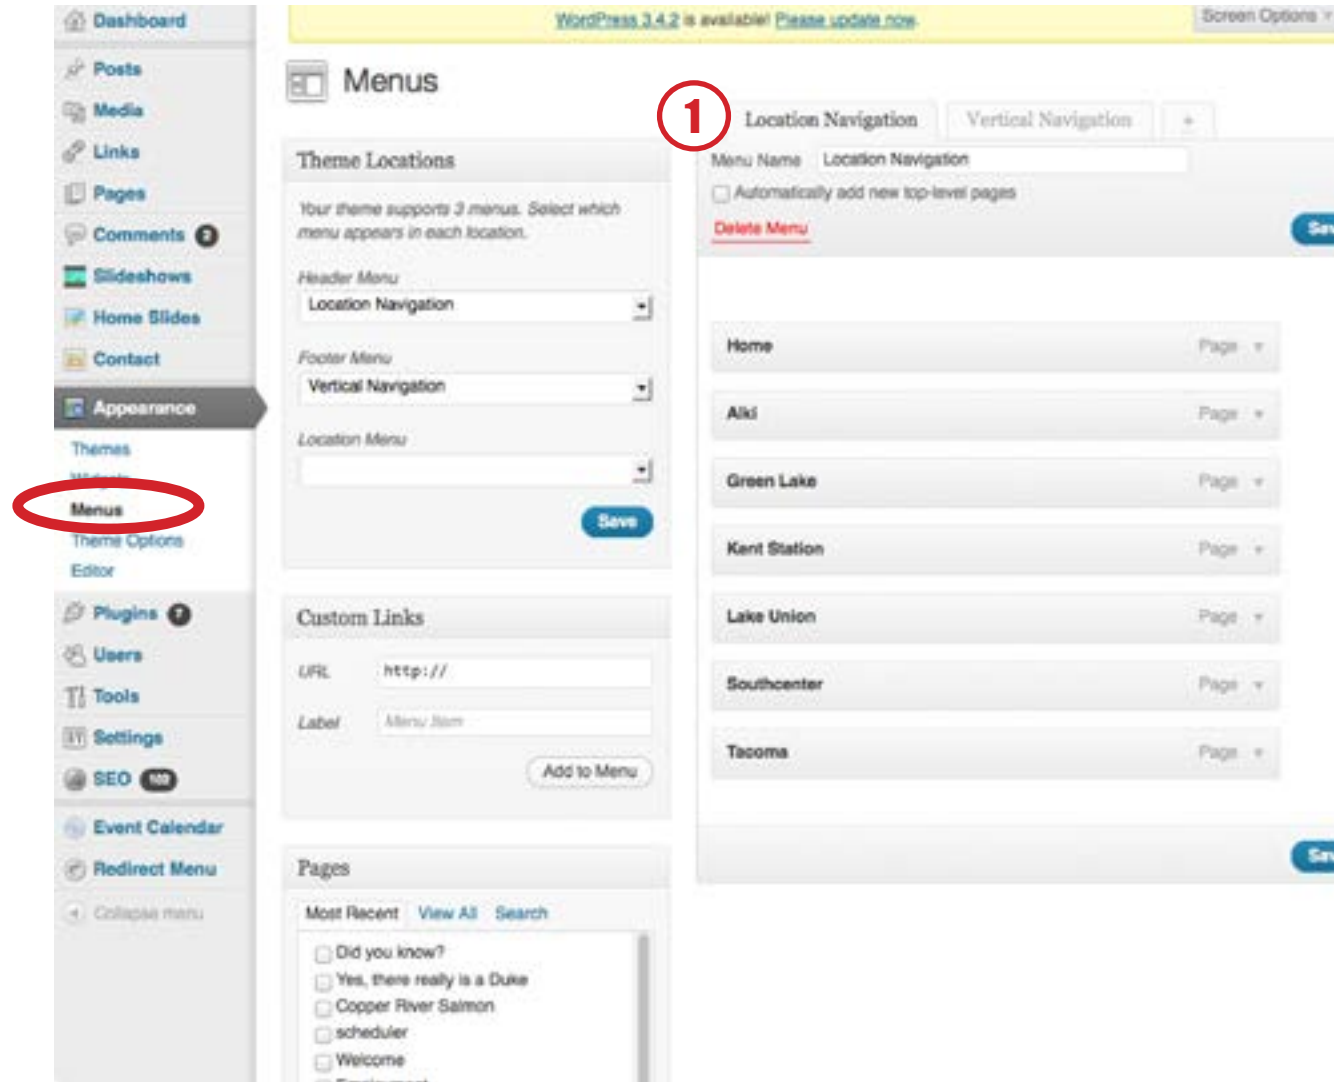 Dashboard
Posts
Media
Links
Pages
Comments 2
Slideshows
Home Slides
Contact
Appearance
Themes
Widgets
Menus
Theme Options
Editor
Plugins 7
Users
Tools
Settings
SEO
Event Calendar
Redirect Menu
Collapse menu
WordPress 3.4.2 is available! Please update now.
Screen Options
Menus
Theme Locations
Your theme supports 3 menus. Select which
menu appears in each location.
Header Menu
Location Navigation
Footer Menu
Vertical Navigation
Location Menu
Save
Custom Links
URL http://
Label Menu Item
Add to Menu
Pages
Most Recent View All Search
Did you know?
Yes, there really is a Duke
Copper River Salmon
scheduler
Welcome
Employment
1
Location Navigation Vertical Navigation +
Menu Name Location Navigation
Automatically add new top-level pages
Delete Menu Sav
Home Page
Alki Page
Green Lake Page
Kent Station Page
Lake Union Page
Southcenter Page
Tacoma Page
Sav